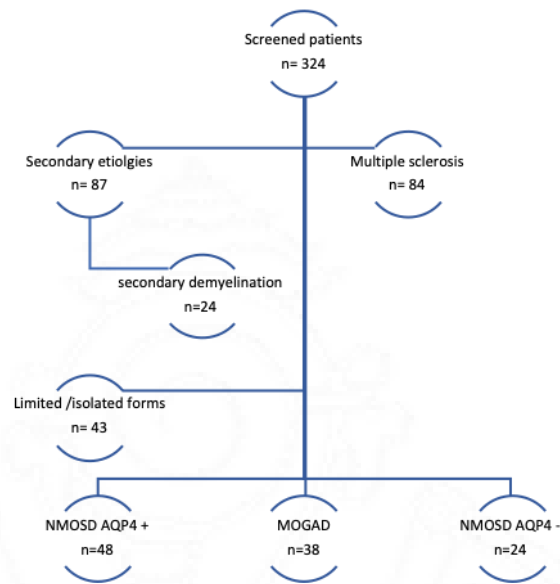 Screened patients
n= 324
Secondary etiolgies
n= 87
Multiple sclerosis
n= 84
secondary demyelination
n=24
Limited /isolated forms
n= 43
NMOSD AQP4 +
n=48
MOGAD
n=38
NMOSD AQP4 -
n=24